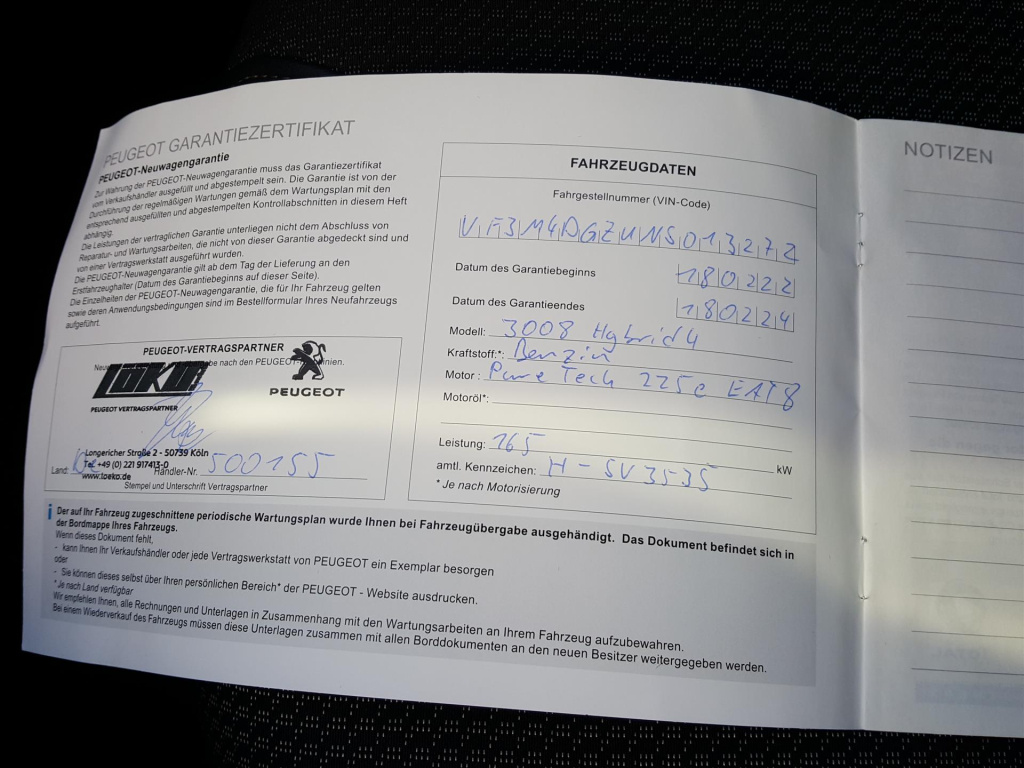 PEUGEOT GARANTIEZERTIFIKAT
PEUGEOT-Neuwagengarantie
Zur Wahrung der PEUGEOT-Neuwagengarantie muss das Garantiezertifikat
vom Verkaufshändler ausgefüllt und abgestempelt sein. Die Garantie ist von der
Durchführung der regelmäßigen Wartungen gemäß dem Wartungsplan mit den
entsprechend ausgefüllten und abgestempelten Kontrollabschnitten in diesem Heft
abhängig.
Die Leistungen der vertraglichen Garantie unterliegen nicht dem Abschluss von
Reparatur- und Wartungsarbeiten, die nicht von dieser Garantie abgedeckt sind und
von einer Vertragswerkstatt ausgeführt wurden.
Die PEUGEOT-Neuwagengarantie gilt ab dem Tag der Lieferung an den
Erstfahrzeughalter (Datum des Garantiebeginns auf dieser Seite).
Die Einzelheiten der PEUGEOT-Neuwagengarantie, die für Ihr Fahrzeug gelten
sowie deren Anwendungsbedingungen sind im Bestellformular Ihres Neufahrzeugs
aufgeführt.
PEUGEOT-VERTRAGSPARTNER
nach den PEUGEOT
PEUGEOT
PEUGEOT VERTRAGSPARTNER
Longericher Straße 2 - 50739 Köln
Tel. +49 (0) 221 917413-0
Land: Händler-Nr. 500155
www.toeko.de
Stempel und Unterschrift Vertragspartner
FAHRZEUGDATEN
Fahrgestellnummer (VIN-Code)
VF3M4DGZUNS013272
Datum des Garantiebeginns 180222
Datum des Garantieendes 180224
Modell: 3008 Hybrid4
Kraftstoff*: Benzin
Motor: Pure Tech 225e EAT8
Motoröl*:
Leistung: 165 kW
amtl. Kennzeichen: H-SV3535
* Je nach Motorisierung
i Der auf Ihr Fahrzeug zugeschnittene periodische Wartungsplan wurde Ihnen bei Fahrzeugübergabe ausgehändigt. Das Dokument befindet sich in
der Bordmappe Ihres Fahrzeugs.
Wenn dieses Dokument fehlt,
- kann Ihnen Ihr Verkaufshändler oder jede Vertragswerkstatt von PEUGEOT ein Exemplar besorgen
oder
- Sie können dieses selbst über Ihren persönlichen Bereich* der PEUGEOT - Website ausdrucken.
* Je nach Land verfügbar
Wir empfehlen Ihnen, alle Rechnungen und Unterlagen in Zusammenhang mit den Wartungsarbeiten an Ihrem Fahrzeug aufzubewahren.
Bei einem Wiederverkauf des Fahrzeugs müssen diese Unterlagen zusammen mit allen Borddokumenten an den neuen Besitzer weitergegeben werden.
NOTIZEN